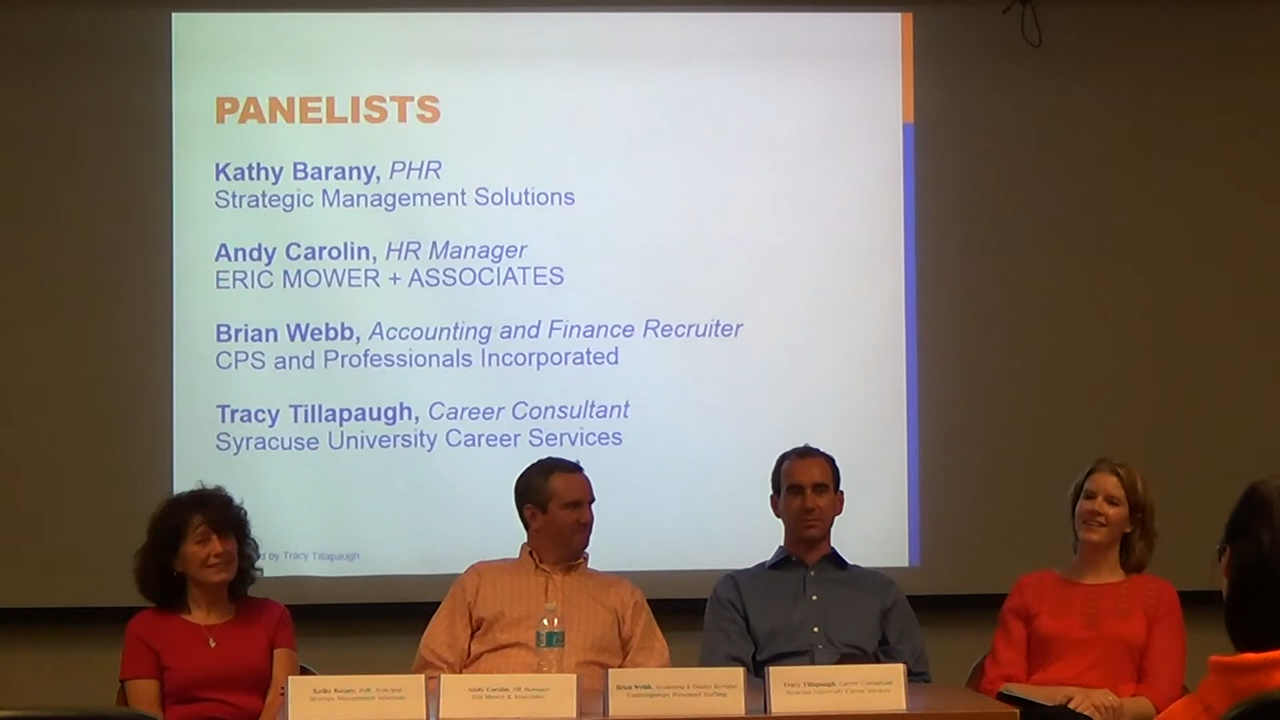 PANELISTS
Kathy Barany, PHR
Strategic Management Solutions
Andy Carolin, HR Manager
ERIC MOWER + ASSOCIATES
Brian Webb, Accounting and Finance Recruiter
CPS and Professionals Incorporated
Tracy Tillapaugh, Career Consultant
Syracuse University Career Services
by Tracy Tillapaugh
Kathy Barany, PHR, Principal
Strategic Management Solutions
Andy Carolin, HR Manager
Eric Mower & Associates
Brian Webb, Accounting & Finance Recruiter
Contemporary Personnel Staffing
Tracy Tillapaugh, Career Consultant
Syracuse University Career Services